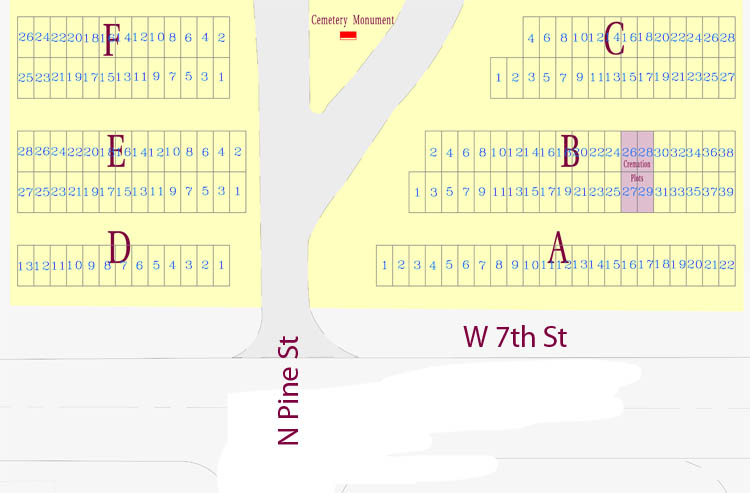 Cemetery Monument
F
26 24 22 20 18 16 14 12 10 8 6 4 2
25 23 21 19 17 15 13 11 9 7 5 3 1
C
4 6 8 10 12 14 16 18 20 22 24 26 28
1 2 3 5 7 9 11 13 15 17 19 21 23 25 27
E
28 26 24 22 20 18 16 14 12 10 8 6 4 2
27 25 23 21 19 17 15 13 11 9 7 5 3 1
B
2 4 6 8 10 12 14 16 18 20 22 24 26 28 30 32 34 36 38
Cremation
Plots
1 3 5 7 9 11 13 15 17 19 21 23 25 27 29 31 33 35 37 39
D
13 12 11 10 9 8 7 6 5 4 3 2 1
A
1 2 3 4 5 6 7 8 9 10 11 12 13 14 15 16 17 18 19 20 21 22
W 7th St
N Pine St